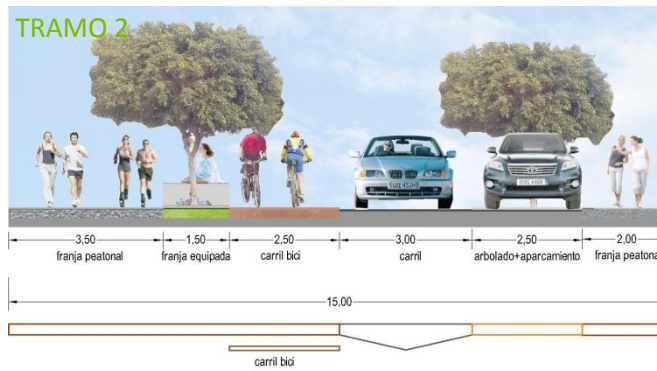 TRAMO 2
3,50 1,50 2,50 3,00 2,50 2,00
franja peatonal franja equipada carril bici carril arbolado+aparcamiento franja peatona
15,00
carril bici